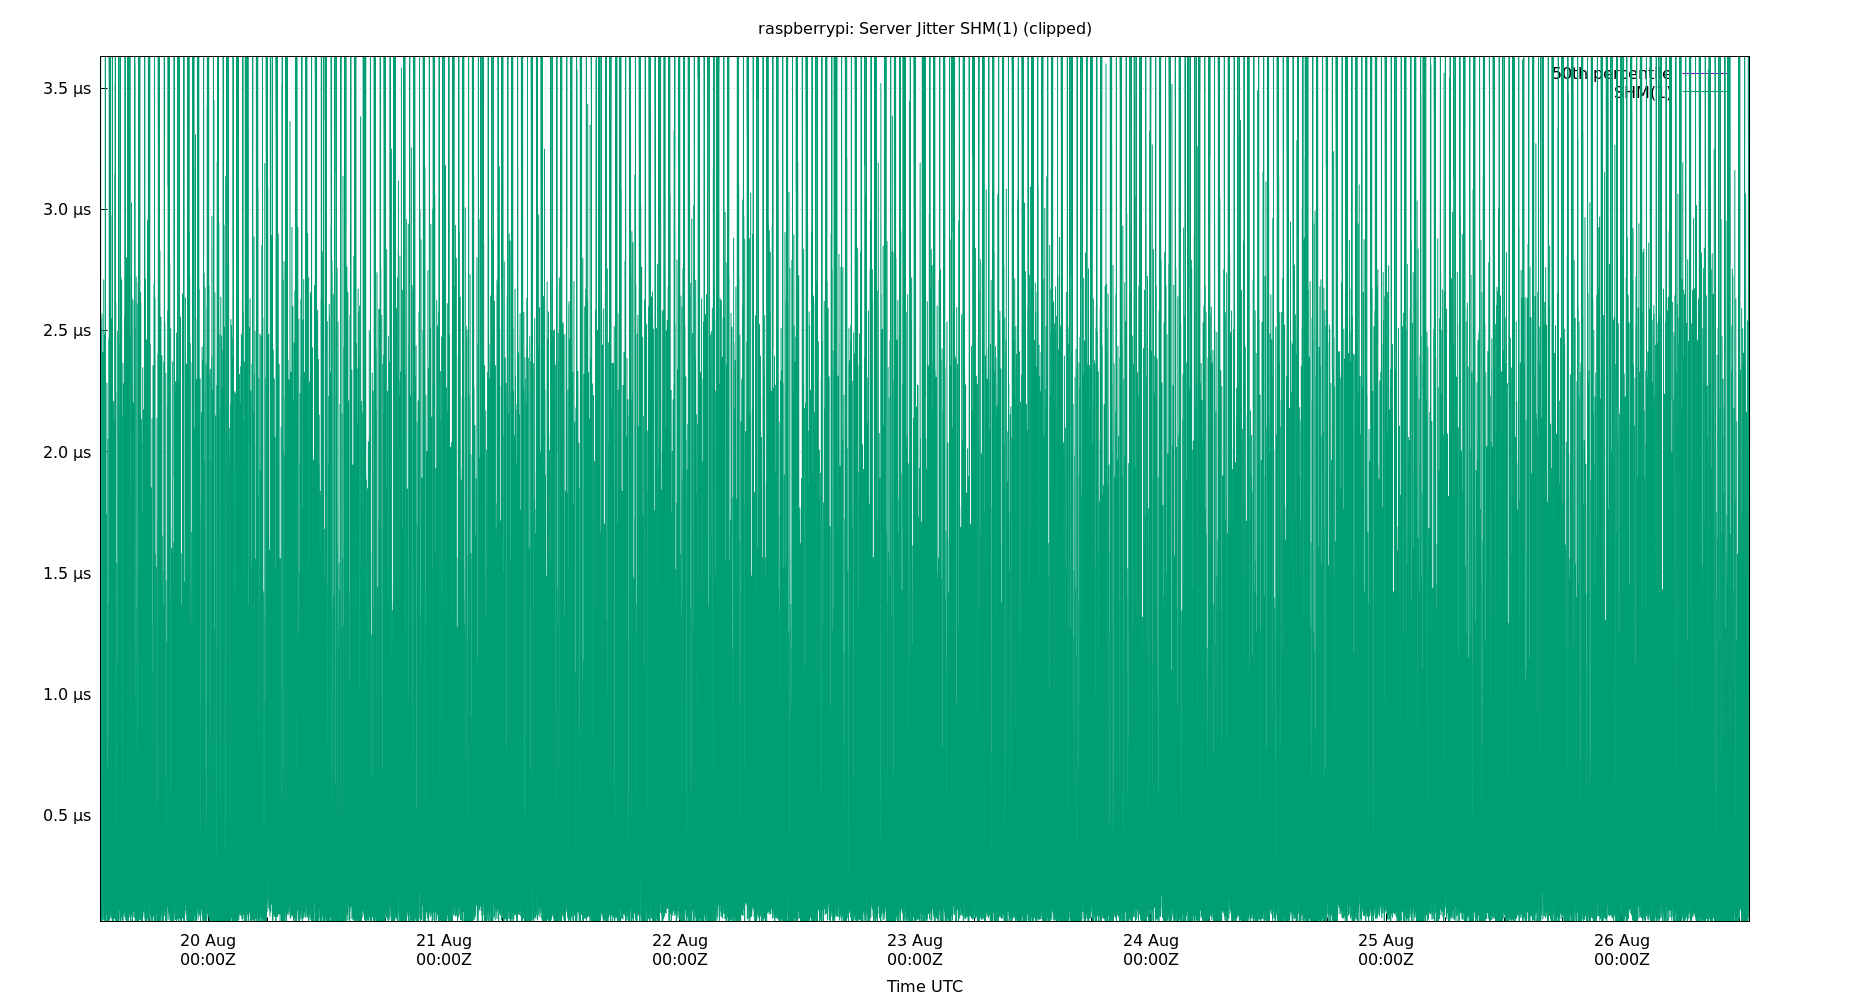 raspberrypi: Server Jitter SHM(1) (clipped)
50th percentile
SHM(1)
3.5 µs
3.0 µs
2.5 µs
2.0 µs
1.5 µs
1.0 µs
0.5 µs
20 Aug 21 Aug 22 Aug 23 Aug 24 Aug 25 Aug 26 Aug
00:00Z 00:00Z 00:00Z 00:00Z 00:00Z 00:00Z 00:00Z
Time UTC